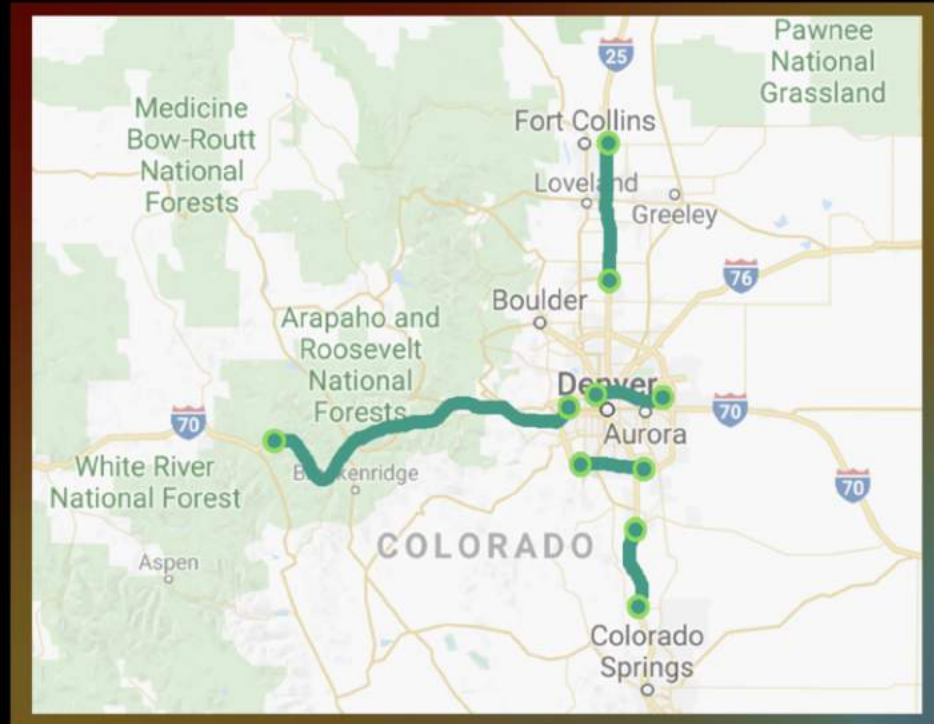 Pawnee
National
Grassland
25
Medicine
Bow-Routt
National
Forests
Fort Collins
Loveland
Greeley
76
Boulder
Arapaho and
Roosevelt
National
Forests
Denver
70
70
Aurora
White River
National Forest
Breckenridge
70
COLORADO
Aspen
Colorado
Springs